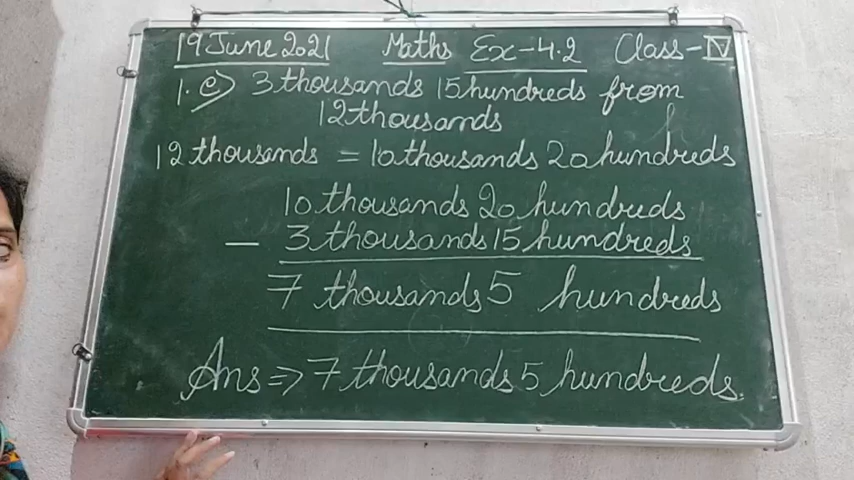 19 June 2021 Maths Ex-4.2 Class-IV
1. e) 3 thousands 15 hundreds from
12 thousands
12 thousands = 10 thousands 20 hundreds
10 thousands 20 hundreds
- 3 thousands 15 hundreds
7 thousands 5 hundreds
Ans => 7 thousands 5 hundreds.